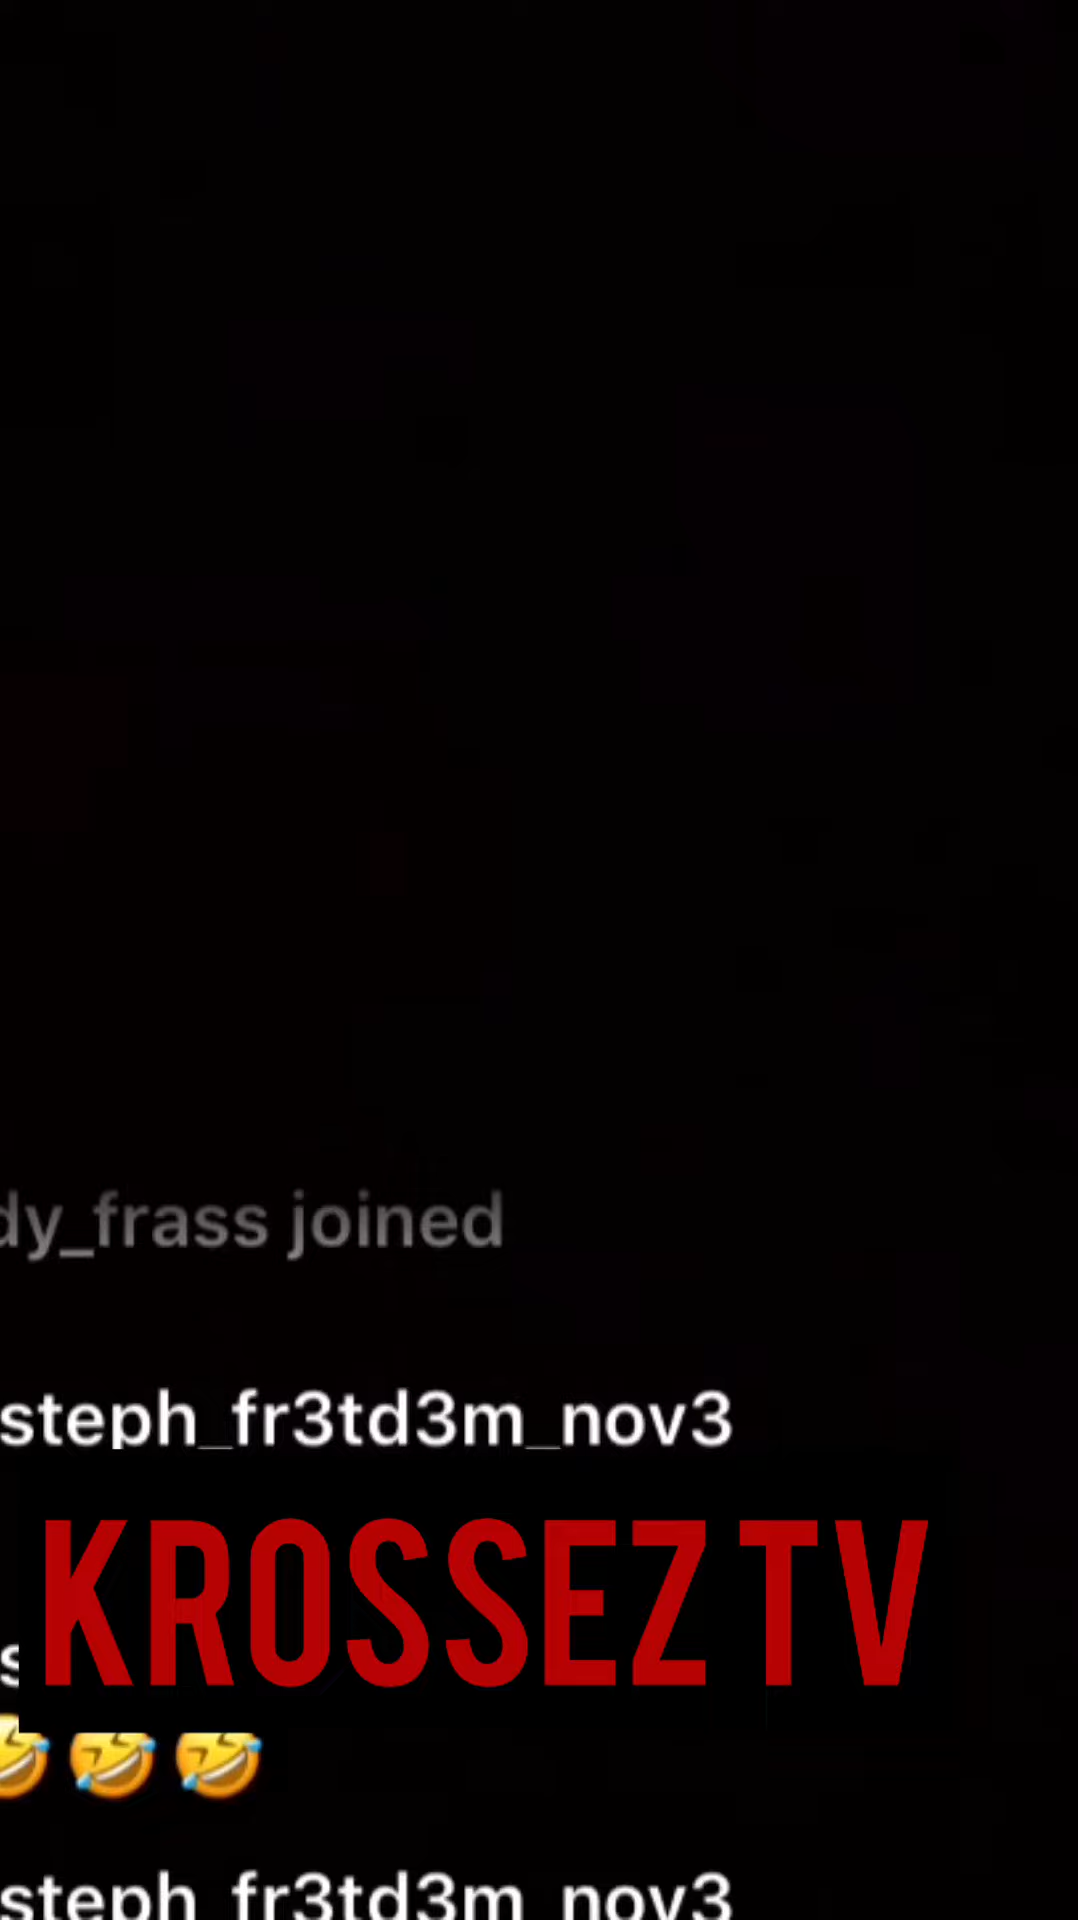 dy_frass joined
steph_fr3td3m_nov3
KROSSEZ TV
s
🤣 🤣 🤣
steph_fr3td3m_nov3